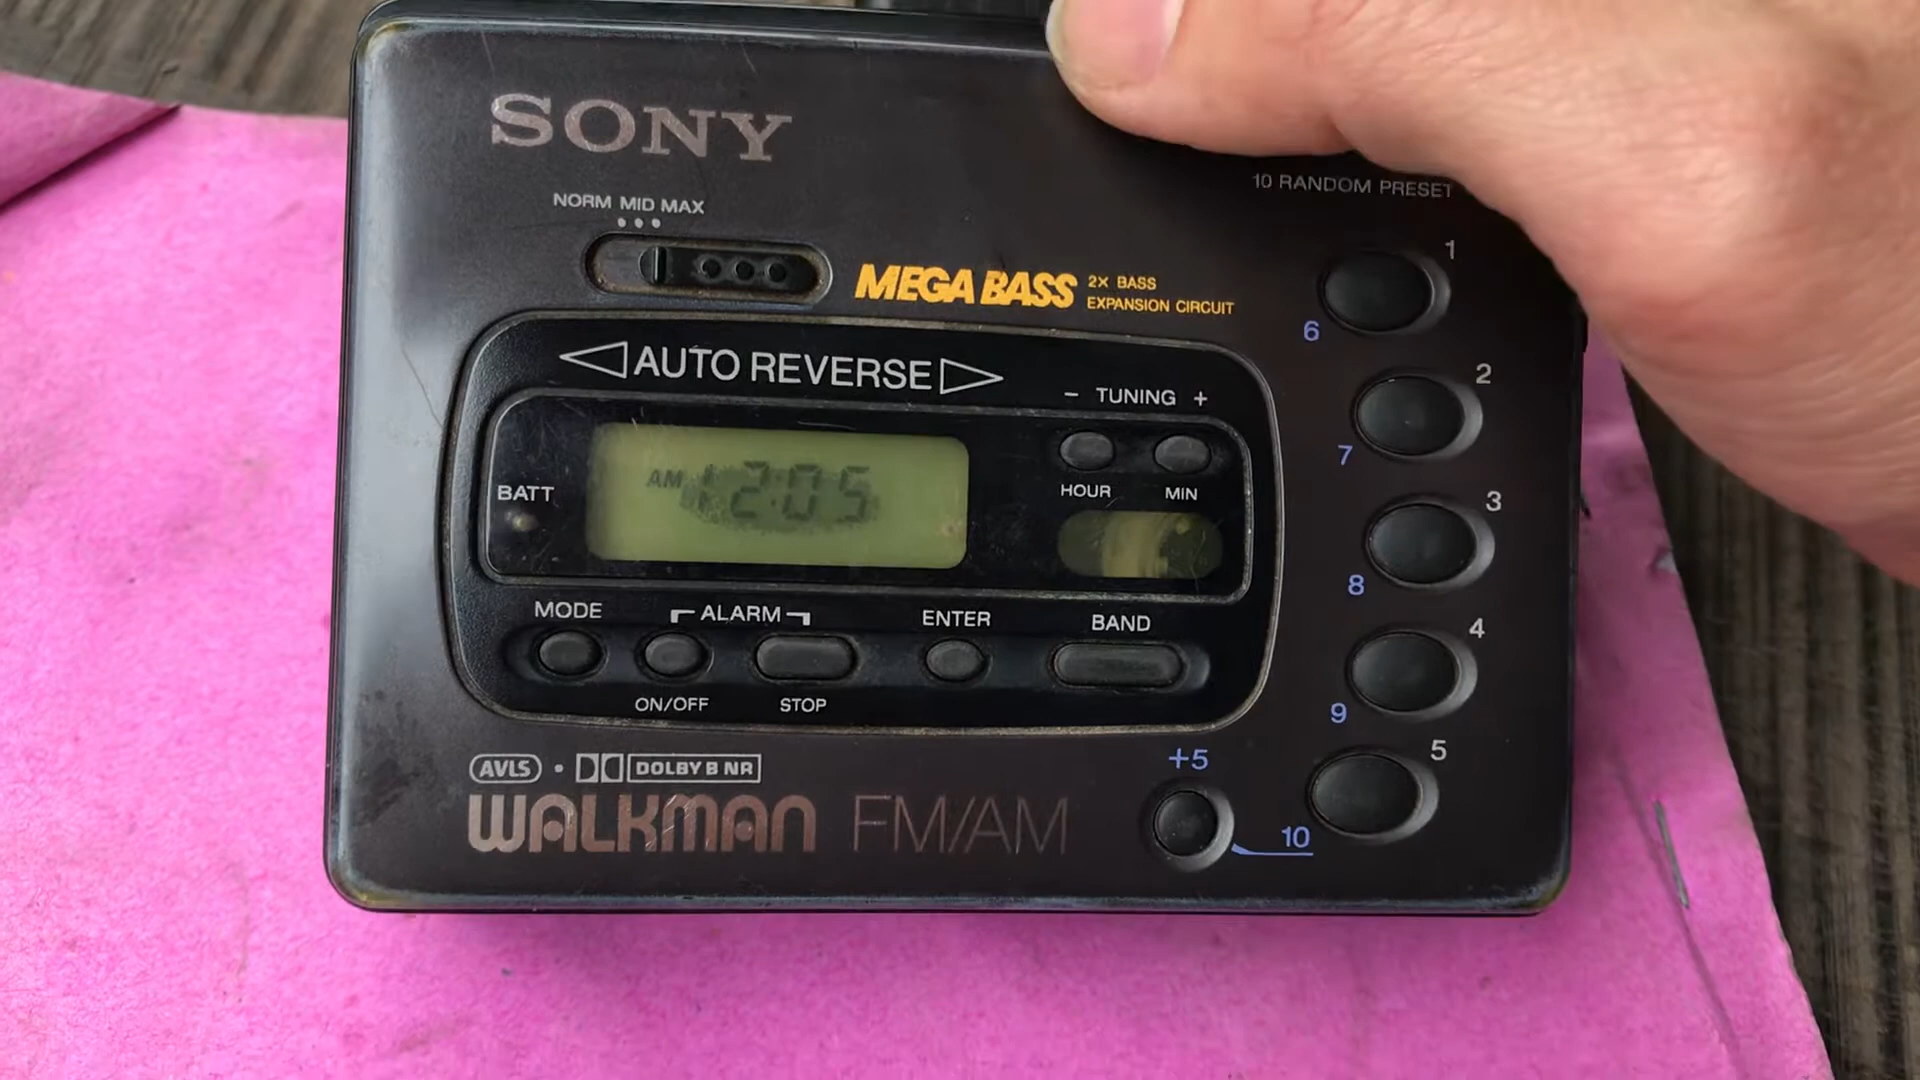 SONY
NORM MID MAX
10 RANDOM PRESET
MEGA BASS
2X BASS
EXPANSION CIRCUIT
1
6
AUTO REVERSE
2
- TUNING +
7
AM 12:05
BATT
HOUR MIN
3
8
MODE
ALARM
ENTER
BAND
4
ON/OFF
STOP
9
5
+5
AVLS • DOLBY B NR
WALKMAN FM/AM
10